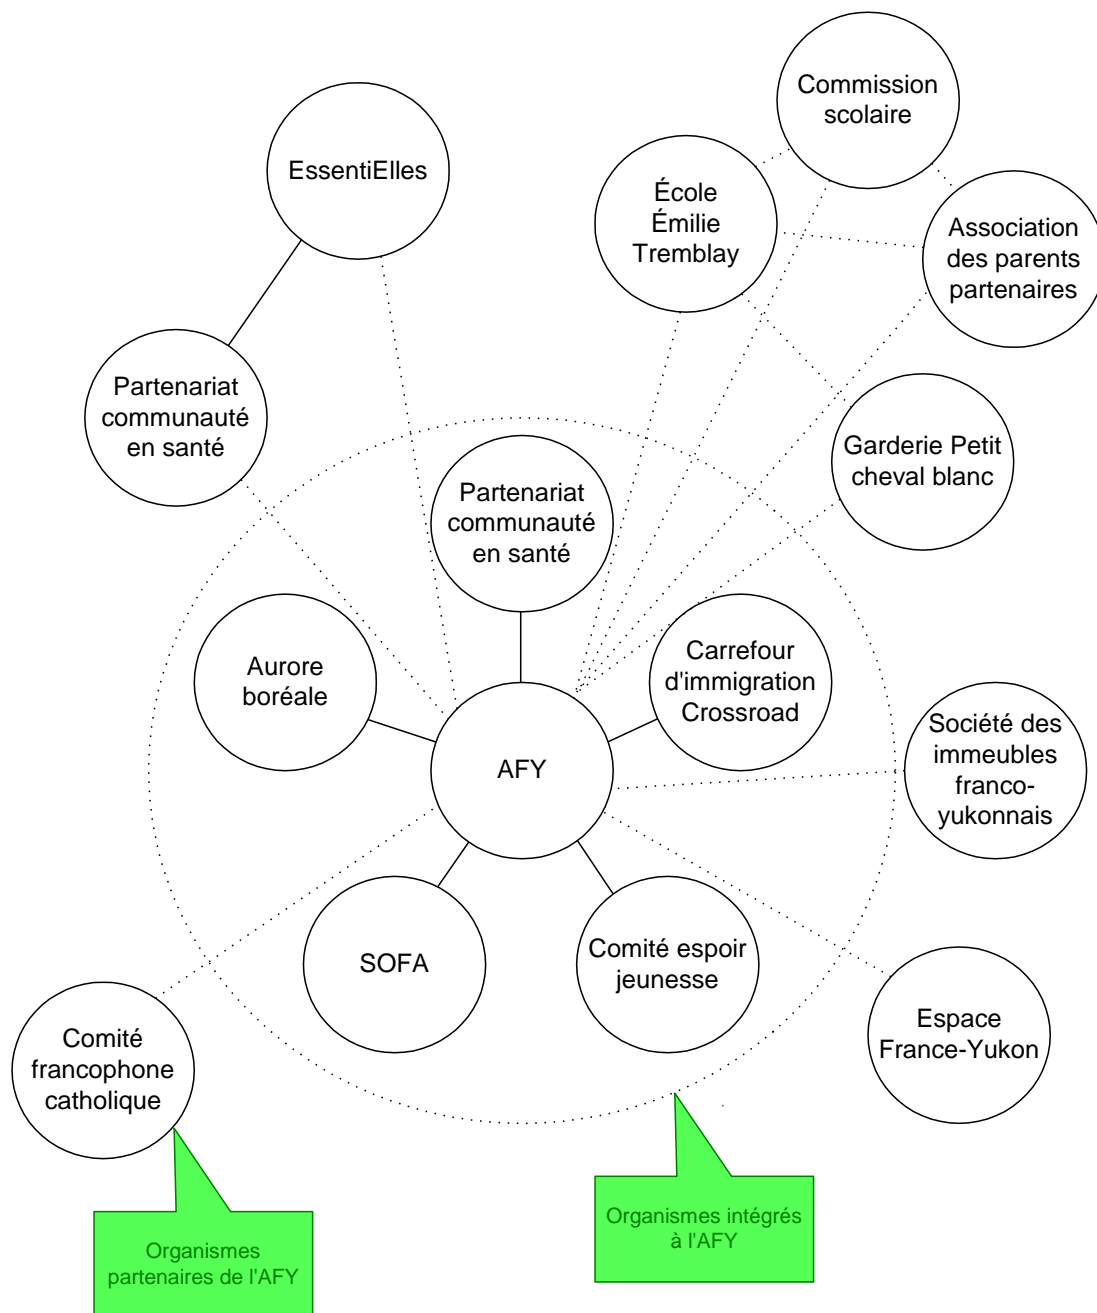 Commission
scolaire
EssentiElles
École
Émilie
Tremblay
Association
des parents
partenaires
Partenariat
communauté
en santé
Garderie Petit
cheval blanc
Partenariat
communauté
en santé
Aurore
boréale
Carrefour
d'immigration
Crossroad
AFY
Société des
immeubles
franco-
yukonnais
SOFA
Comité espoir
jeunesse
Espace
France-Yukon
Comité
francophone
catholique
Organismes intégrés
à l'AFY
Organismes
partenaires de l'AFY